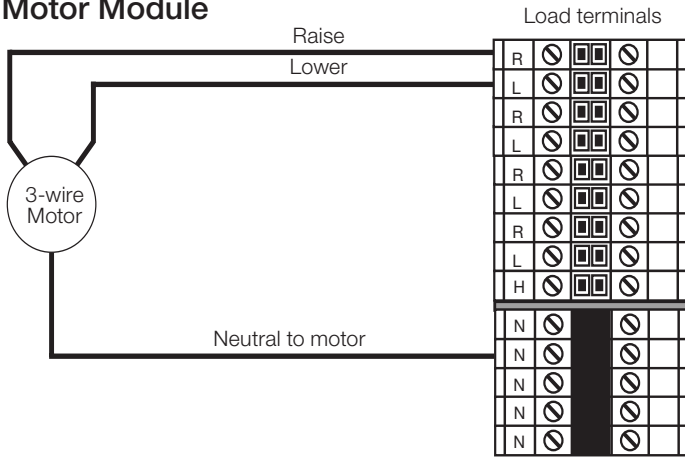 Motor Module
Load terminals
Raise
Lower
3-wire
Motor
Neutral to motor
R
L
R
L
R
L
R
L
H
N
N
N
N
N